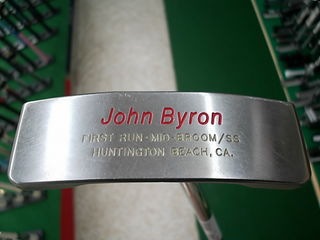 John Byron
FIRST RUN-MID-BROOM/SS
HUNTINGTON BEACH, CA.